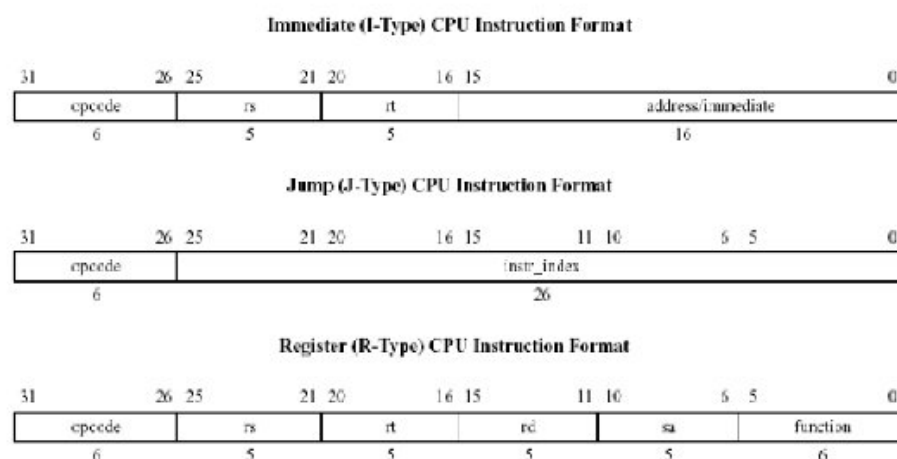 Immediate (I-Type) CPU Instruction Format
31 26 25 21 20 16 15 0
opcode rs rt address/immediate
6 5 5 16
Jump (J-Type) CPU Instruction Format
31 26 25 21 20 16 15 11 10 6 5 0
opcode instr_index
6 26
Register (R-Type) CPU Instruction Format
31 26 25 21 20 16 15 11 10 6 5 0
opcode rs rt rd sa function
6 5 5 5 5 6